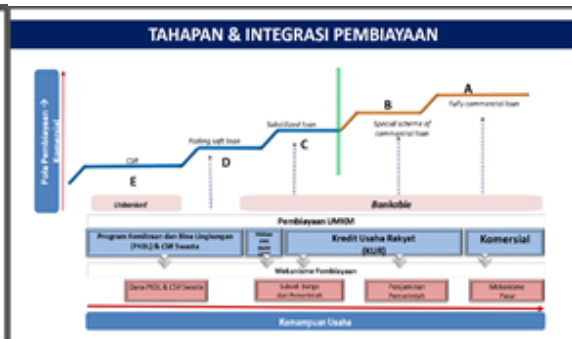 TAHAPAN & INTEGRASI PEMBIAYAAN
Pola Pembiayaan →
Komersial
A
Fully commercial loan
B
Special scheme of
commercial loan
Subsidized loan
C
Rolling soft loan
D
CSR
E
Unbanked
Bankable
Pembiayaan UMKM
Program Kemitraan dan Bina Lingkungan
(PKBL) & CSR Swasta
Kredit Usaha Rakyat
(KUR)
Komersial
Mekanisme Pembiayaan
Dana PKBL & CSR Swasta
Subsidi Bunga
dari Pemerintah
Penjaminan
Pemerintah
Mekanisme
Pasar
Kemampuan Usaha